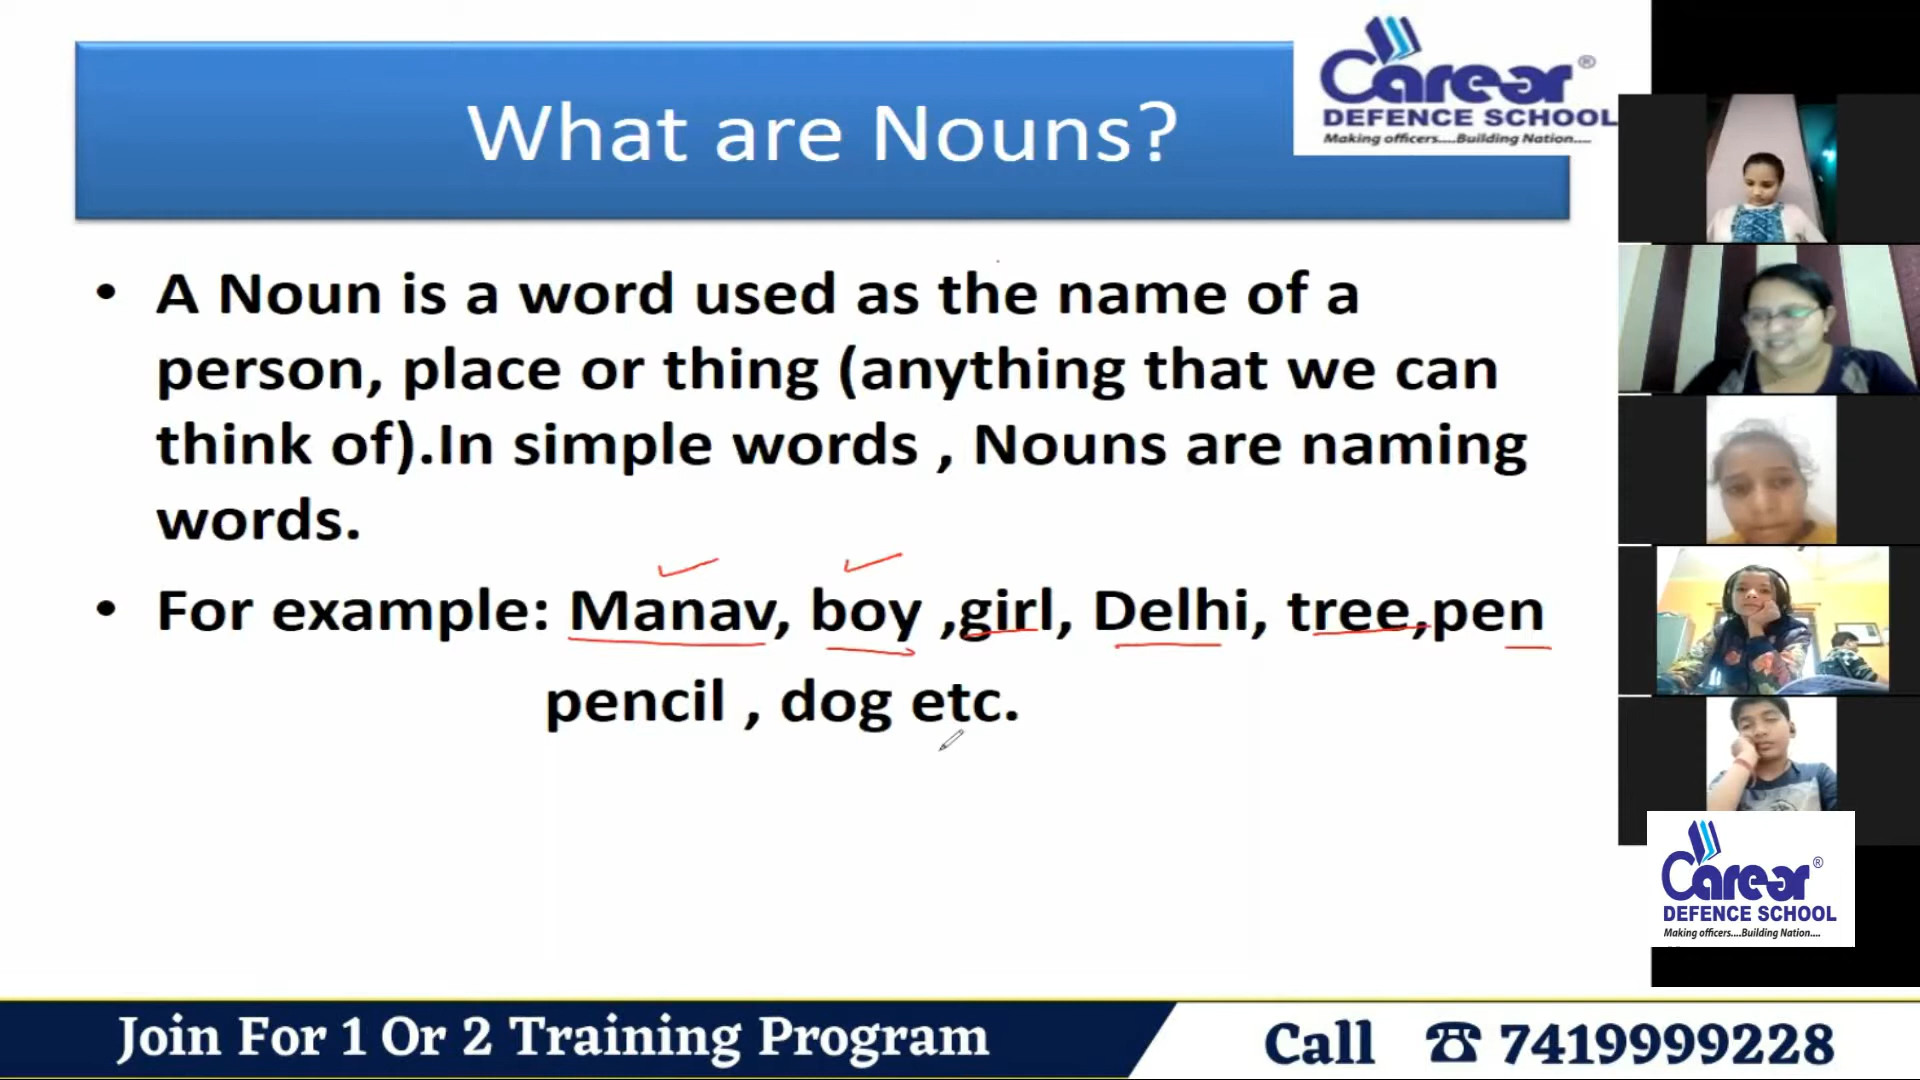 What are Nouns?
Carear®
DEFENCE SCHOOL
Making officers....Building Nation....
• A Noun is a word used as the name of a
person, place or thing (anything that we can
think of).In simple words , Nouns are naming
words.
• For example: Manav, boy ,girl, Delhi, tree,pen
pencil , dog etc.
Carear®
DEFENCE SCHOOL
Making officers....Building Nation....
Join For 1 Or 2 Training Program
Call ☎ 7419999228